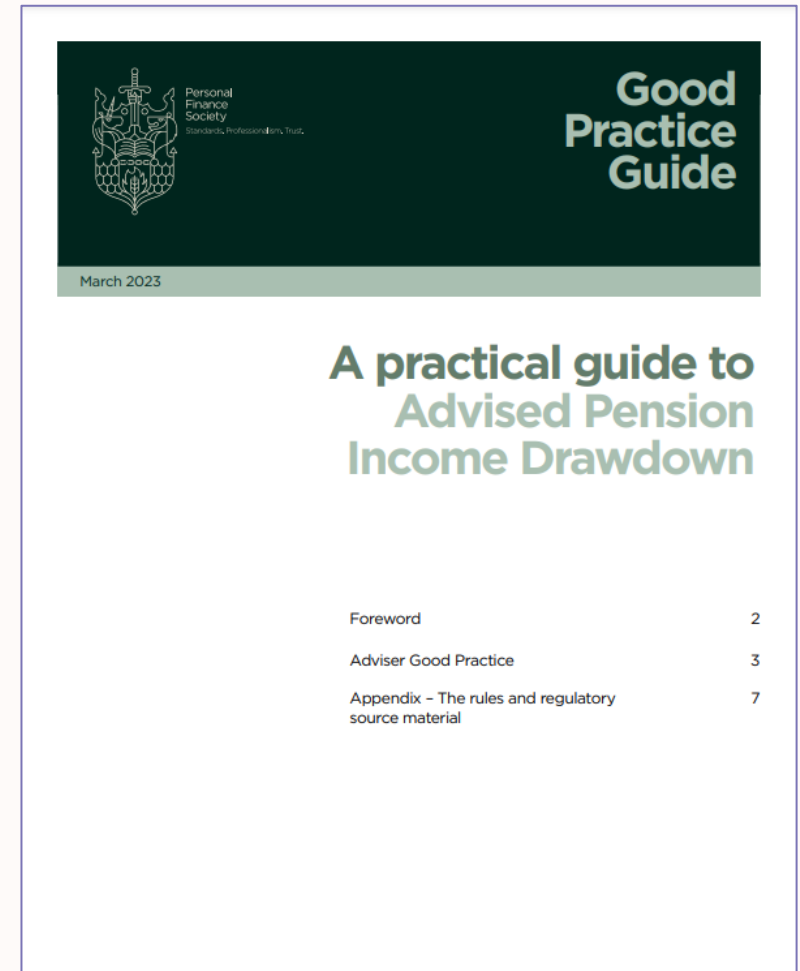 Personal
Finance
Society
Standards. Professionalism. Trust.
Good
Practice
Guide
March 2023
A practical guide to
Advised Pension
Income Drawdown
Foreword 2
Adviser Good Practice 3
Appendix – The rules and regulatory 7
source material